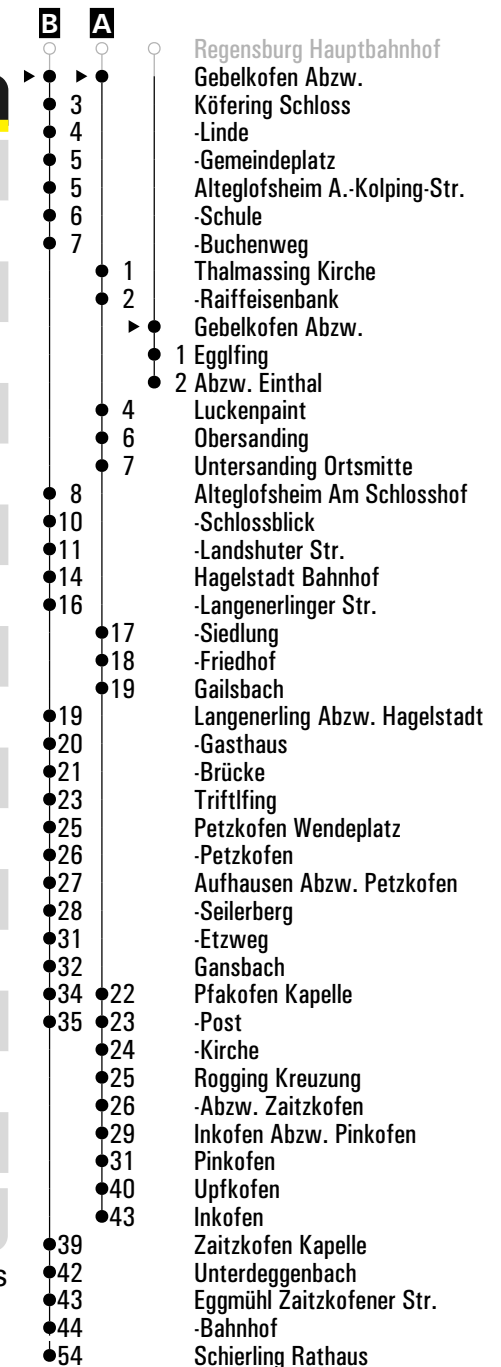 B A
Regensburg Hauptbahnhof
Gebelkofen Abzw.
3 Köfering Schloss
4 -Linde
5 -Gemeindeplatz
5 Alteglofsheim A.-Kolping-Str.
6 -Schule
7 -Buchenweg
1 Thalmassing Kirche
2 -Raiffeisenbank
Gebelkofen Abzw.
1 Egglfing
2 Abzw. Einthal
4 Luckenpaint
6 Obersanding
7 Untersanding Ortsmitte
8 Alteglofsheim Am Schlosshof
10 -Schlossblick
11 -Landshuter Str.
14 Hagelstadt Bahnhof
16 -Langenerlinger Str.
17 -Siedlung
18 -Friedhof
19 Gailsbach
19 Langenerling Abzw. Hagelstadt
20 -Gasthaus
21 -Brücke
23 Triftlfing
25 Petzkofen Wendeplatz
26 -Petzkofen
27 Aufhausen Abzw. Petzkofen
28 -Seilerberg
31 -Etzweg
32 Gansbach
34 22 Pfakofen Kapelle
35 23 -Post
24 -Kirche
25 Rogging Kreuzung
26 -Abzw. Zaitzkofen
29 Inkofen Abzw. Pinkofen
31 Pinkofen
40 Upfkofen
43 Inkofen
39 Zaitzkofen Kapelle
s 42 Unterdeggenbach
43 Eggmühl Zaitzkofener Str.
44 -Bahnhof
54 Schierling Rathaus